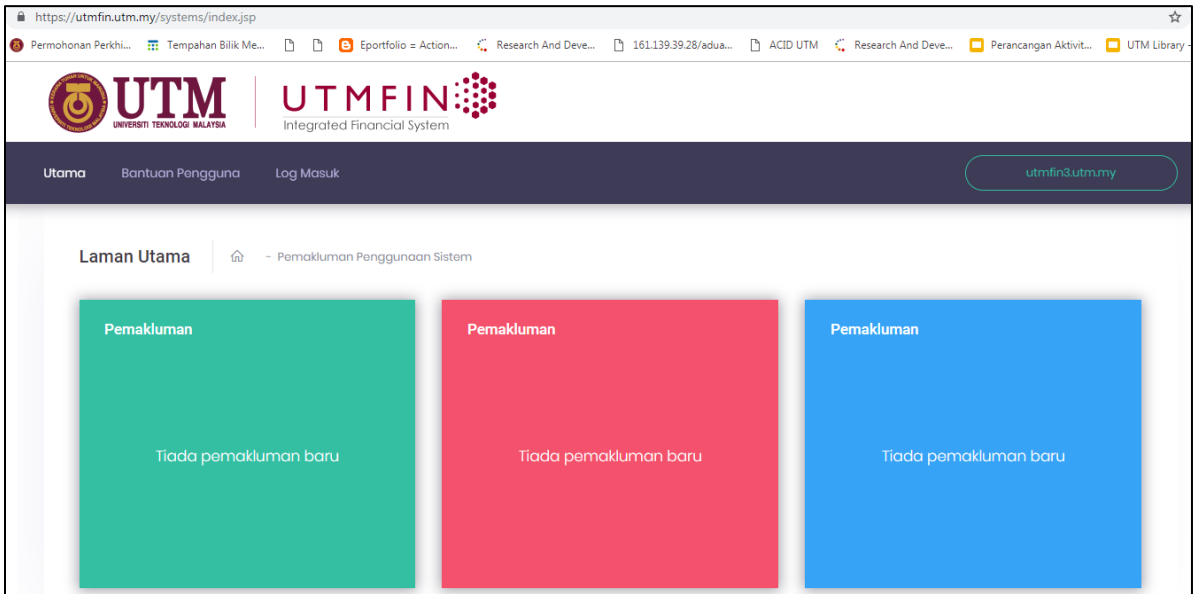 https://utmfin.utm.my/systems/index.jsp
Permohonan Perkhi... Tempahan Bilik Me... Eportfolio = Action... Research And Deve... 161.139.39.28/adua... ACID UTM Research And Deve... Perancangan Aktivit... UTM Library -
UTM
UNIVERSITI TEKNOLOGI MALAYSIA
UTMFIN
Integrated Financial System
Utama Bantuan Pengguna Log Masuk utmfin3.utm.my
Laman Utama - Pemakluman Penggunaan Sistem
Pemakluman Pemakluman Pemakluman
Tiada pemakluman baru Tiada pemakluman baru Tiada pemakluman baru